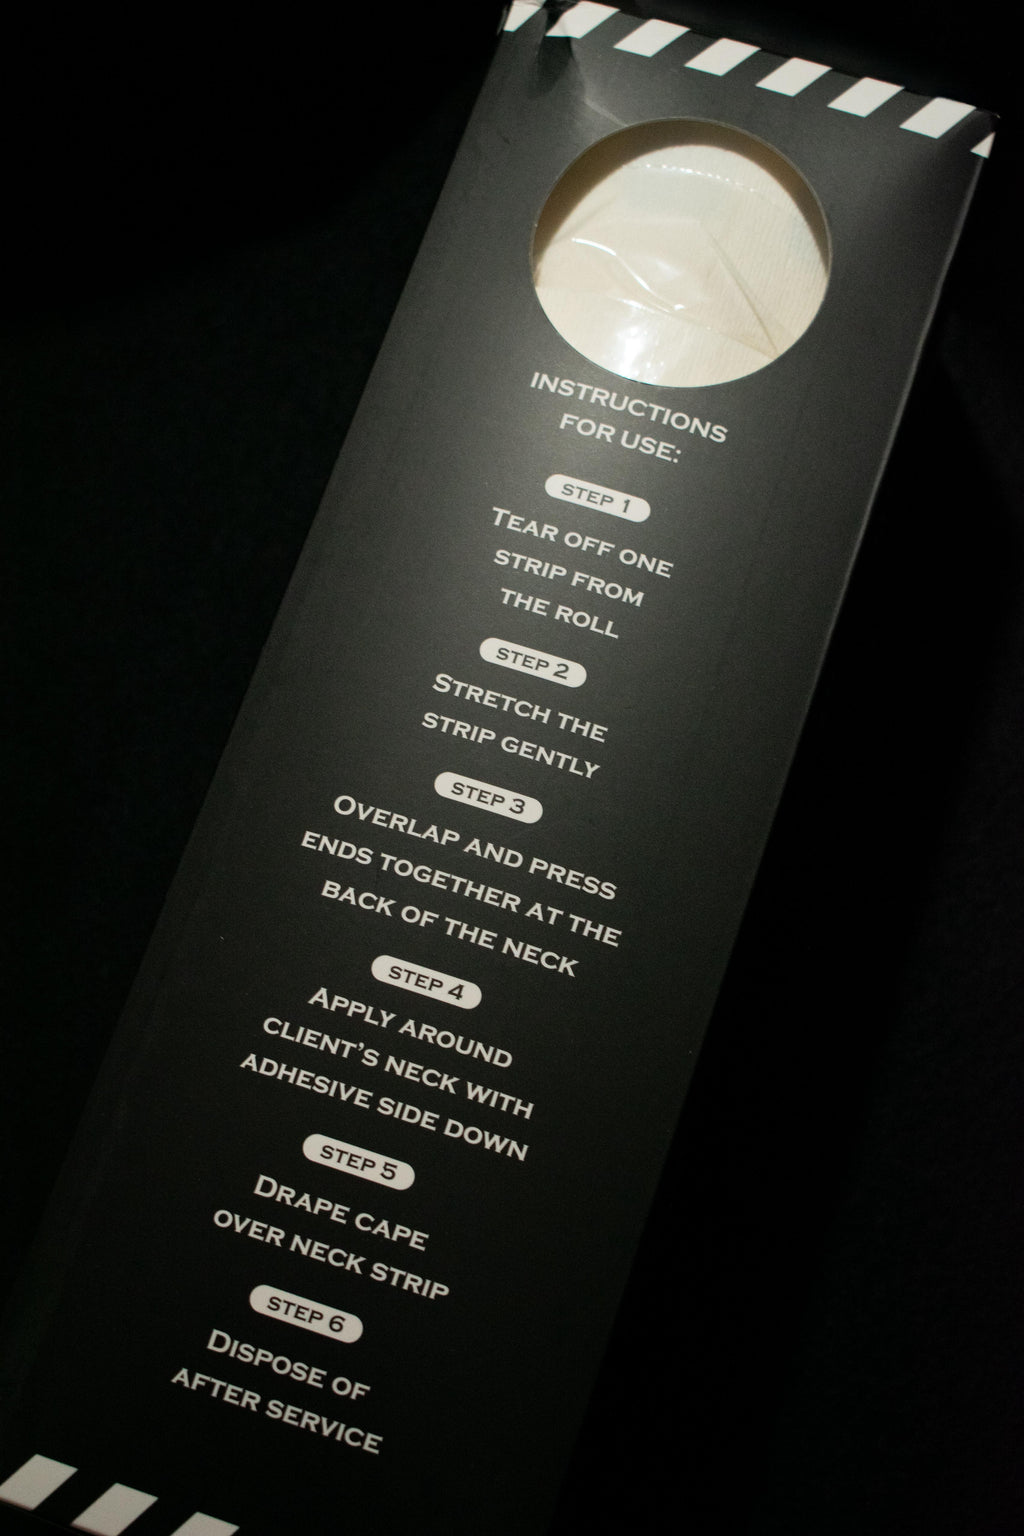 INSTRUCTIONS
FOR USE:
STEP 1
TEAR OFF ONE
STRIP FROM
THE ROLL
STEP 2
STRETCH THE
STRIP GENTLY
STEP 3
OVERLAP AND PRESS
ENDS TOGETHER AT THE
BACK OF THE NECK
STEP 4
APPLY AROUND
CLIENT'S NECK WITH
ADHESIVE SIDE DOWN
STEP 5
DRAPE CAPE
OVER NECK STRIP
STEP 6
DISPOSE OF
AFTER SERVICE